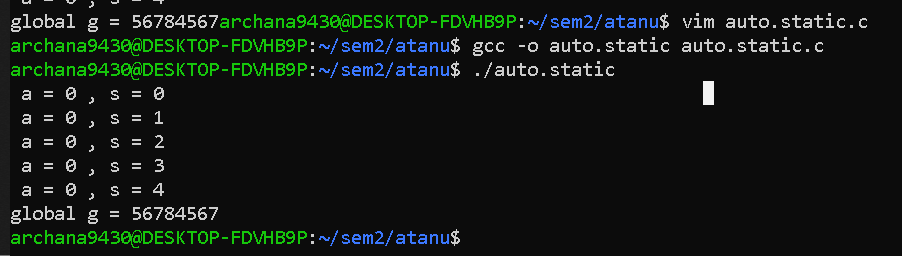 global g = 56784567archana9430@DESKTOP-FDVHB9P:~/sem2/atanu$ vim auto.static.c
archana9430@DESKTOP-FDVHB9P:~/sem2/atanu$ gcc -o auto.static auto.static.c
archana9430@DESKTOP-FDVHB9P:~/sem2/atanu$ ./auto.static
a = 0 , s = 0
a = 0 , s = 1
a = 0 , s = 2
a = 0 , s = 3
a = 0 , s = 4
global g = 56784567
archana9430@DESKTOP-FDVHB9P:~/sem2/atanu$